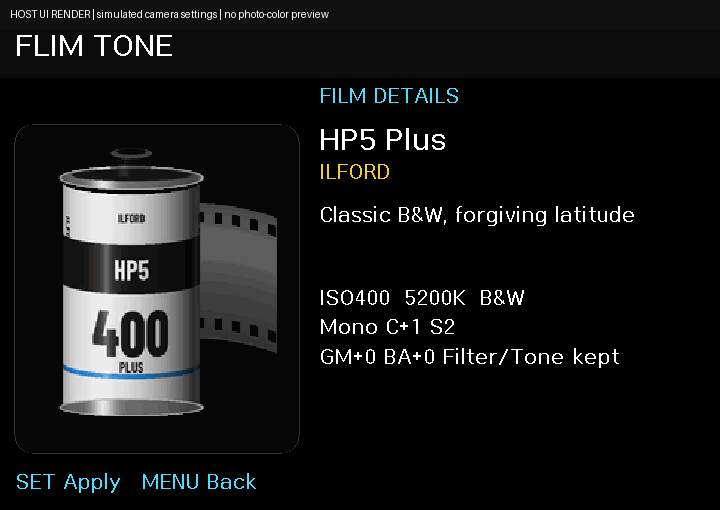 HOST UI RENDER | simulated camera settings | no photo-color preview
FLIM TONE
FILM DETAILS
HP5 Plus
ILFORD
Classic B&W, forgiving latitude
ISO400 5200K B&W
Mono C+1 S2
GM+0 BA+0 Filter/Tone kept
ILFORD
HP5
400
PLUS
SET Apply MENU Back